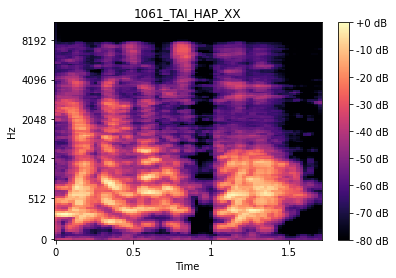 1061_TAI_HAP_XX
+0 dB
8192
-10 dB
4096
-20 dB
-30 dB
2048
Hz
-40 dB
1024
-50 dB
512
-60 dB
-70 dB
0
-80 dB
0 0.5 1 1.5
Time